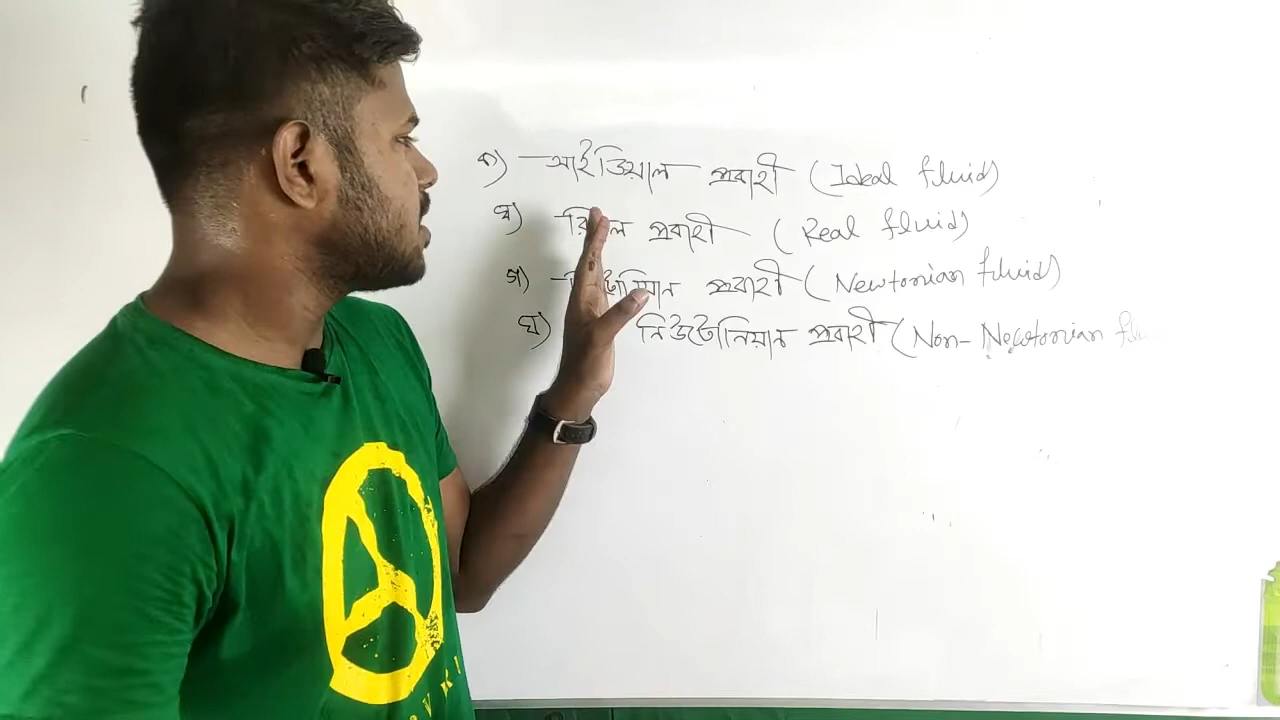 ক) আইডিয়াল প্রবাহী (Ideal fluid)
খ) প্রবাহী (Real fluid)
গ) প্রবাহী (Newtonian fluid)
ঘ) নিউটোনিয়ান প্রবাহী (Non-Newtonian